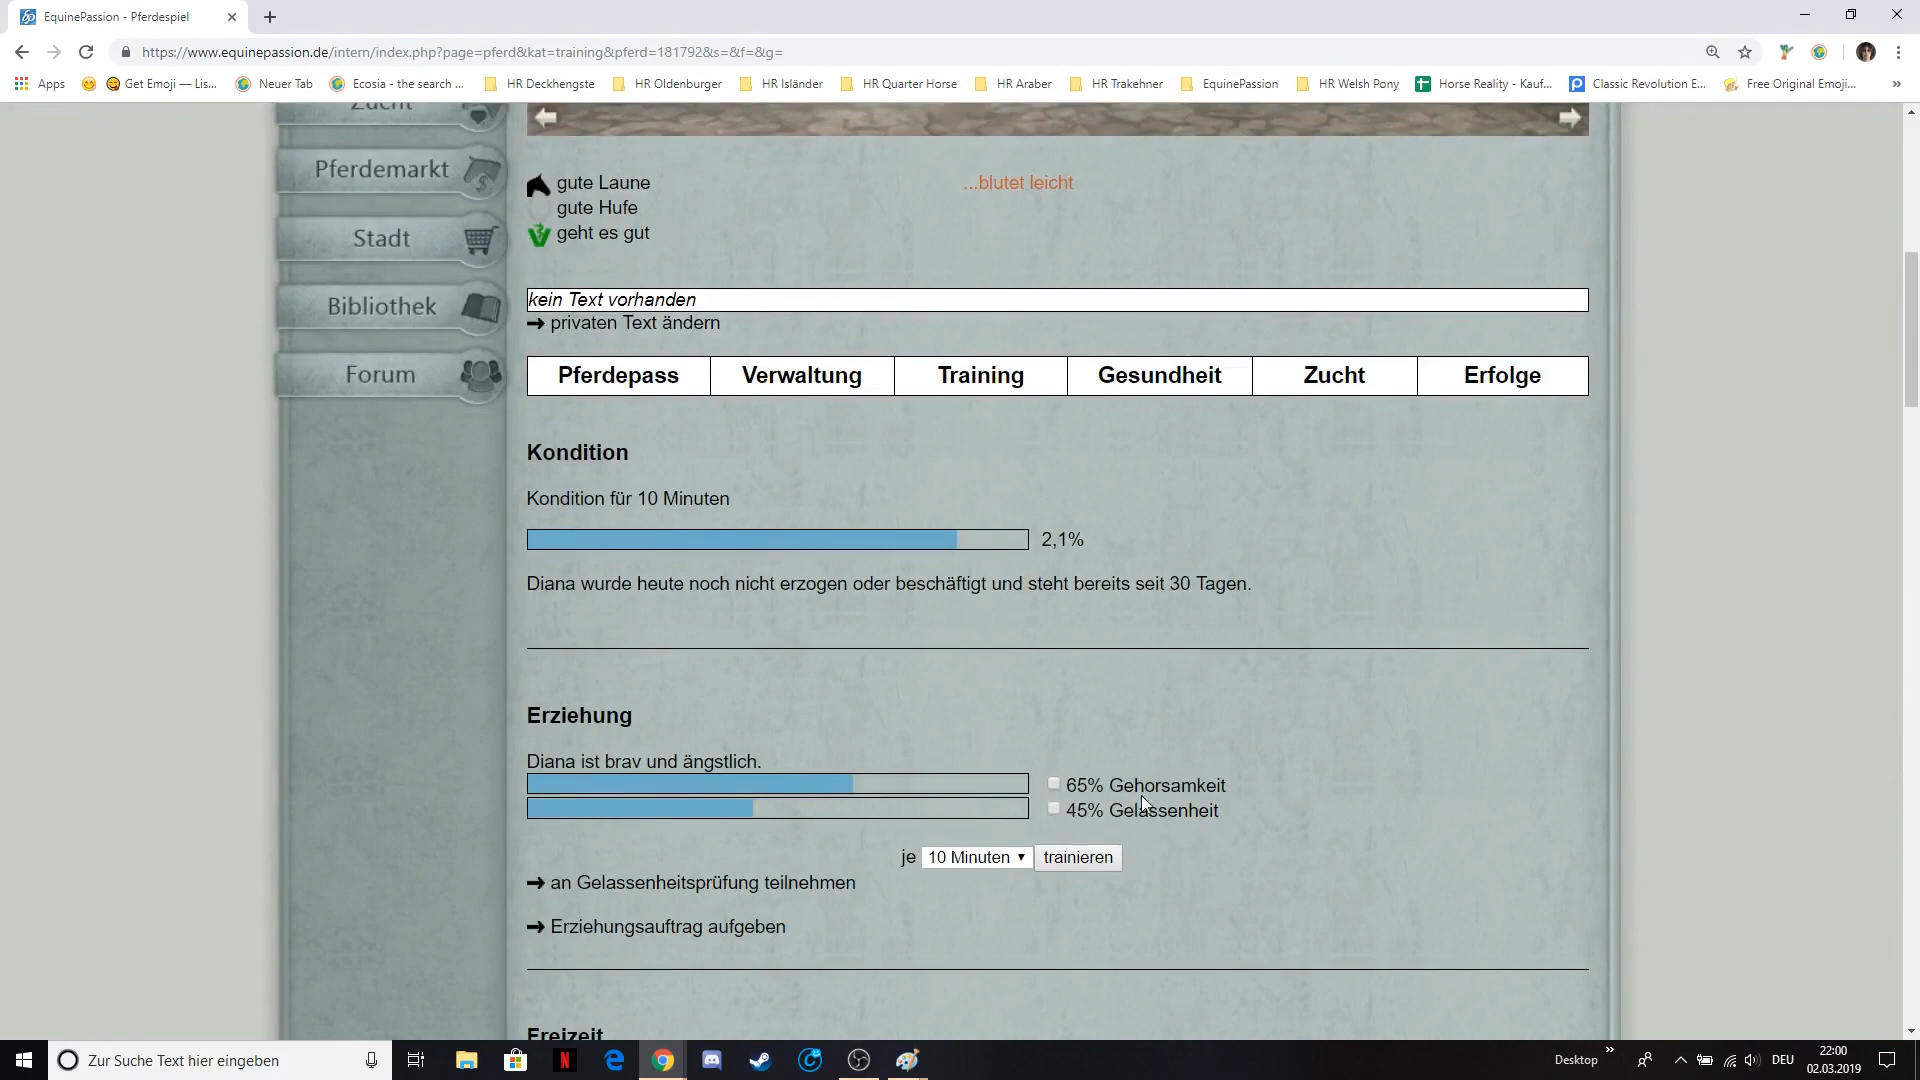 EquinePassion - Pferdespiel
https://www.equinepassion.de/intern/index.php?page=pferd&kat=training&pferd=181792&s=&f=&g=
Apps Get Emoji — Lis... Neuer Tab Ecosia - the search ... HR Deckhengste HR Oldenburger HR Isländer HR Quarter Horse HR Araber HR Trakehner EquinePassion HR Welsh Pony Horse Reality - Kauf... Classic Revolution E... Free Original Emoji... »
Zucht
Pferdemarkt
Stadt
Bibliothek
Forum
gute Laune ...blutet leicht
gute Hufe
geht es gut
kein Text vorhanden
privaten Text ändern
Pferdepass Verwaltung Training Gesundheit Zucht Erfolge
Kondition
Kondition für 10 Minuten
2,1%
Diana wurde heute noch nicht erzogen oder beschäftigt und steht bereits seit 30 Tagen.
Erziehung
Diana ist brav und ängstlich.
65% Gehorsamkeit
45% Gelassenheit
je 10 Minuten trainieren
an Gelassenheitsprüfung teilnehmen
Erziehungsauftrag aufgeben
Freizeit
Zur Suche Text hier eingeben
Desktop » DEU 22:00
02.03.2019